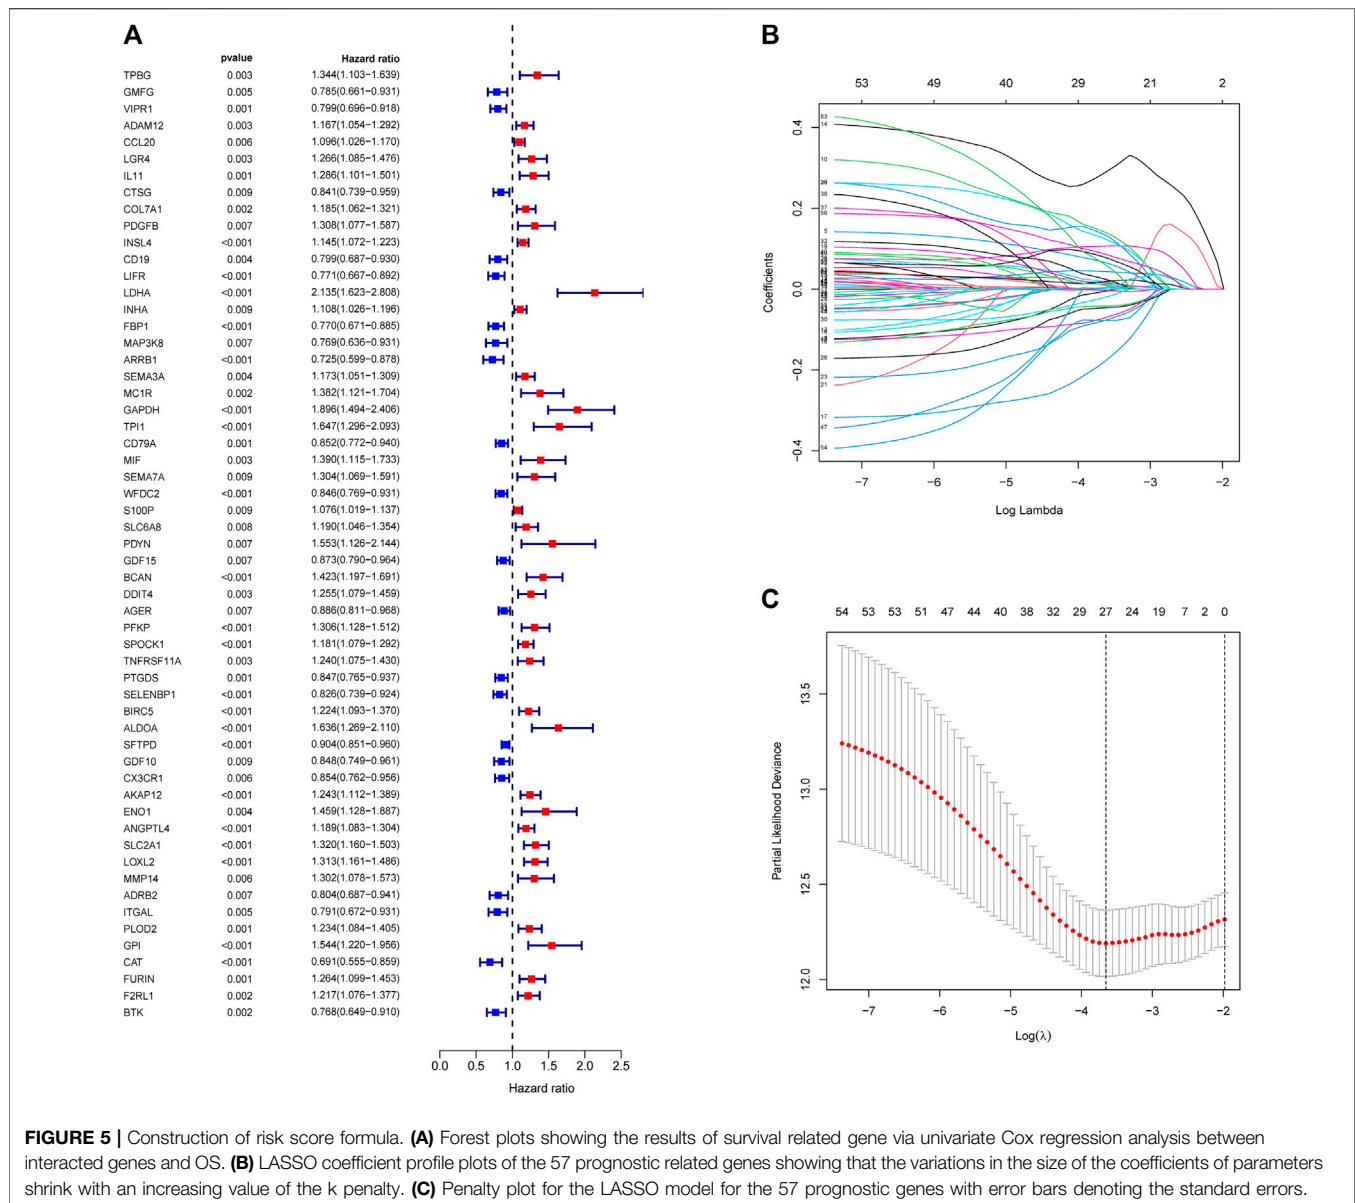 A
pvalue Hazard ratio
TPBG 0.003 1.344(1.103−1.639)
GMFG 0.005 0.785(0.661−0.931)
VIPR1 0.001 0.799(0.696−0.918)
ADAM12 0.003 1.167(1.054−1.292)
CCL20 0.006 1.096(1.026−1.170)
LGR4 0.003 1.266(1.085−1.476)
IL11 0.001 1.286(1.101−1.501)
CTSG 0.009 0.841(0.739−0.959)
COL7A1 0.002 1.185(1.062−1.321)
PDGFB 0.007 1.308(1.077−1.587)
INSL4 <0.001 1.145(1.072−1.223)
CD19 0.004 0.799(0.687−0.930)
LIFR <0.001 0.771(0.667−0.892)
LDHA <0.001 2.135(1.623−2.808)
INHA 0.009 1.108(1.026−1.196)
FBP1 <0.001 0.770(0.671−0.885)
MAP3K8 0.007 0.769(0.636−0.931)
ARRB1 <0.001 0.725(0.599−0.878)
SEMA3A 0.004 1.173(1.051−1.309)
MC1R 0.002 1.382(1.121−1.704)
GAPDH <0.001 1.896(1.494−2.406)
TPI1 <0.001 1.647(1.296−2.093)
CD79A 0.001 0.852(0.772−0.940)
MIF 0.003 1.390(1.115−1.733)
SEMA7A 0.009 1.304(1.069−1.591)
WFDC2 <0.001 0.846(0.769−0.931)
S100P 0.009 1.076(1.019−1.137)
SLC6A8 0.008 1.190(1.046−1.354)
PDYN 0.007 1.553(1.126−2.144)
GDF15 0.007 0.873(0.790−0.964)
BCAN <0.001 1.423(1.197−1.691)
DDIT4 0.003 1.255(1.079−1.459)
AGER 0.007 0.886(0.811−0.968)
PFKP <0.001 1.306(1.128−1.512)
SPOCK1 <0.001 1.181(1.079−1.292)
TNFRSF11A 0.003 1.240(1.075−1.430)
PTGDS 0.001 0.847(0.765−0.937)
SELENBP1 <0.001 0.826(0.739−0.924)
BIRC5 <0.001 1.224(1.093−1.370)
ALDOA <0.001 1.636(1.269−2.110)
SFTPD <0.001 0.904(0.851−0.960)
GDF10 0.009 0.848(0.749−0.961)
CX3CR1 0.006 0.854(0.762−0.956)
AKAP12 <0.001 1.243(1.112−1.389)
ENO1 0.004 1.459(1.128−1.887)
ANGPTL4 <0.001 1.189(1.083−1.304)
SLC2A1 <0.001 1.320(1.160−1.503)
LOXL2 <0.001 1.313(1.161−1.486)
MMP14 0.006 1.302(1.078−1.573)
ADRB2 0.007 0.804(0.687−0.941)
ITGAL 0.005 0.791(0.672−0.931)
PLOD2 0.001 1.234(1.084−1.405)
GPI <0.001 1.544(1.220−1.956)
CAT <0.001 0.691(0.555−0.859)
FURIN 0.001 1.264(1.099−1.453)
F2RL1 0.002 1.217(1.076−1.377)
BTK 0.002 0.768(0.649−0.910)
0.0 0.5 1.0 1.5 2.0 2.5
Hazard ratio
B
53 49 40 29 21 2
Coefficients
0.4
0.2
0.0
−0.2
−0.4
53
14
10
38
37
56
5
32
30
26
23
21
17
47
54
−7 −6 −5 −4 −3 −2
Log Lambda
C
54 53 53 51 47 44 40 38 32 29 27 24 19 7 2 0
Partial Likelihood Deviance
13.5
13.0
12.5
12.0
−7 −6 −5 −4 −3 −2
Log(λ)
FIGURE 5 | Construction of risk score formula. (A) Forest plots showing the results of survival related gene via univariate Cox regression analysis between
interacted genes and OS. (B) LASSO coefficient profile plots of the 57 prognostic related genes showing that the variations in the size of the coefficients of parameters
shrink with an increasing value of the k penalty. (C) Penalty plot for the LASSO model for the 57 prognostic genes with error bars denoting the standard errors.